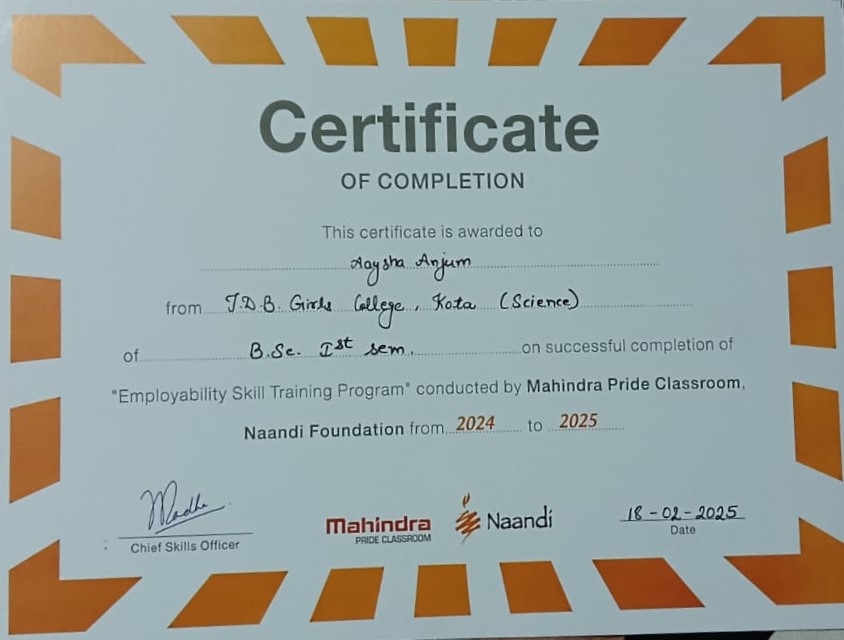 Certificate
OF COMPLETION
This certificate is awarded to
Aaysha Anjum
from J.D.B. Girls College, Kota (Science)
of B.Sc. Ist sem. on successful completion of
"Employability Skill Training Program" conducted by Mahindra Pride Classroom,
Naandi Foundation from 2024 to 2025
Chief Skills Officer
Mahindra
PRIDE CLASSROOM
Naandi
18-02-2025
Date